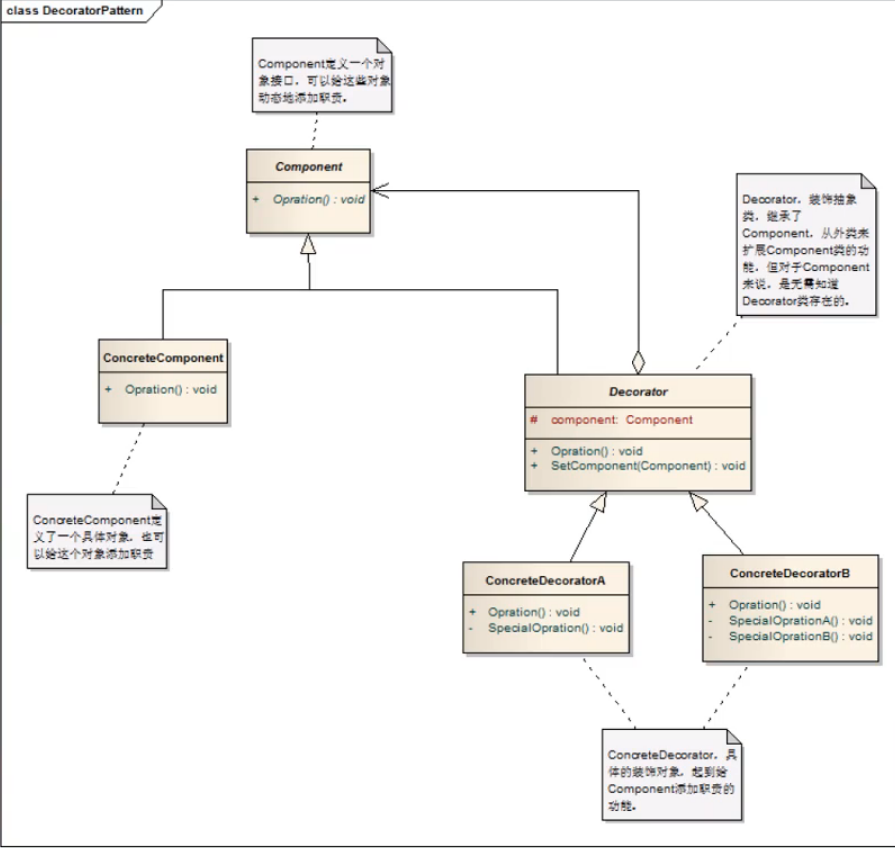 class DecoratorPattern
Component定义一个对
象接口，可以给这些对象
动态地添加职责。
Component
+ Opration() : void
Decorator，装饰抽象
类，继承了
Component，从外类来
扩展Component类的功
能，但对于Component
来说，是无需知道
Decorator类存在的。
ConcreteComponent
+ Opration() : void
Decorator
# component: Component
+ Opration() : void
+ SetComponent(Component) : void
ConcreteComponent定
义了一个具体对象，也可
以给这个对象添加职责
ConcreteDecoratorA
+ Opration() : void
- SpecialOpration() : void
ConcreteDecoratorB
+ Opration() : void
- SpecialOprationA() : void
- SpecialOprationB() : void
ConcreteDecorator，具
体的装饰对象，起到给
Component添加职责的
功能。